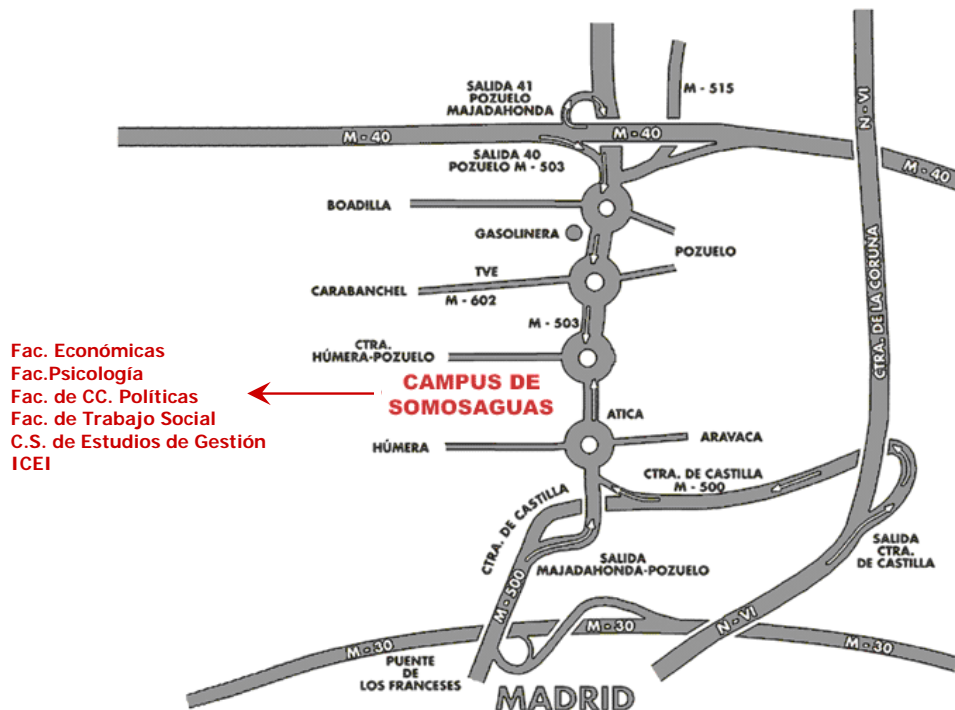 SALIDA 41
POZUELO
MAJADAHONDA
M - 515
N - VI
M - 40
M - 40
M - 40
SALIDA 40
POZUELO M - 503
BOADILLA
GASOLINERA
POZUELO
TVE
CARABANCHEL
M - 602
M - 503
CTRA. DE LA CORUÑA
CTRA.
HÚMERA-POZUELO
Fac. Económicas
Fac.Psicología
Fac. de CC. Políticas
Fac. de Trabajo Social
C.S. de Estudios de Gestión
ICEI
CAMPUS DE
SOMOSAGUAS
ATICA
HÚMERA
ARAVACA
CTRA. DE CASTILLA
M - 500
CTRA. DE CASTILLA
SALIDA
CTRA.
DE CASTILLA
SALIDA
MAJADAHONDA-POZUELO
M - 500
N - VI
M - 30
M - 30
M - 30
PUENTE
DE
LOS FRANCESES
MADRID